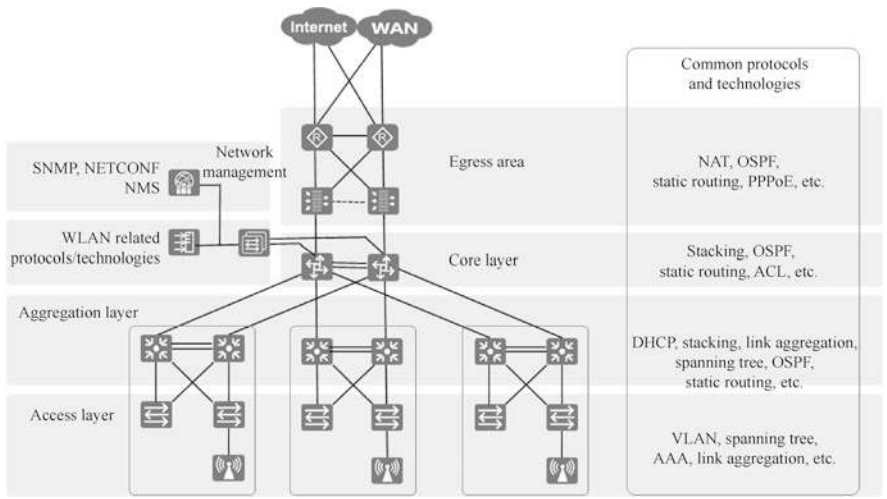 Internet
WAN
Common protocols
and technologies
Network
management
SNMP, NETCONF
NMS
Egress area
NAT, OSPF,
static routing, PPPoE, etc.
R
R
WLAN related
protocols/technologies
Core layer
Stacking, OSPF,
static routing, ACL, etc.
Aggregation layer
DHCP, stacking, link aggregation,
spanning tree, OSPF,
static routing, etc.
Access layer
VLAN, spanning tree,
AAA, link aggregation, etc.